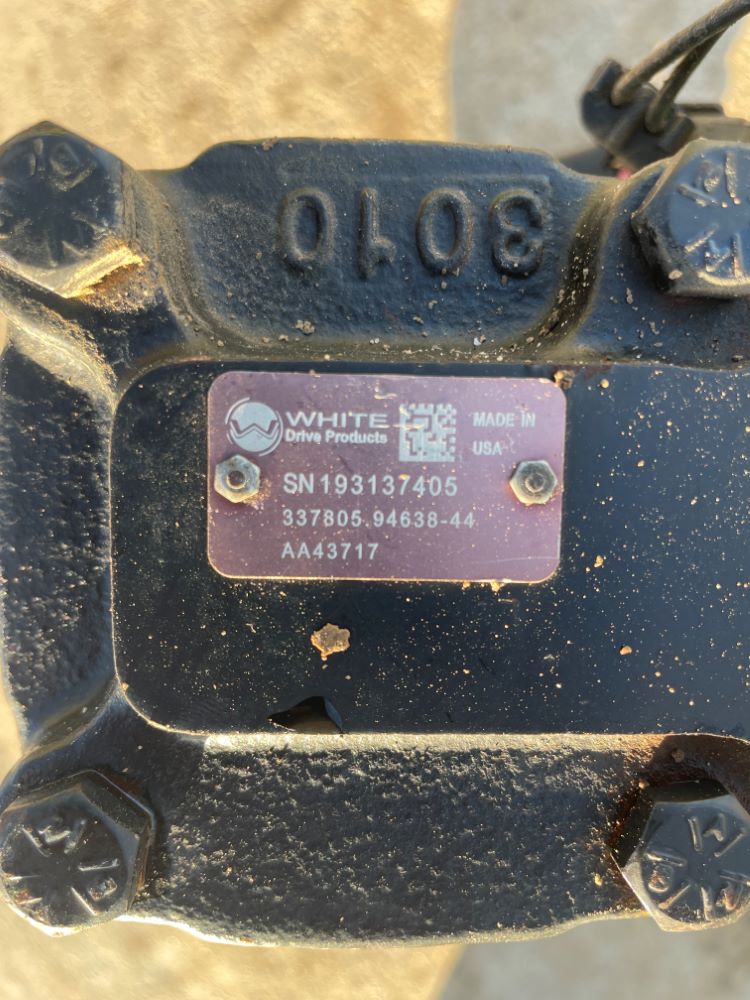 3010
WHITE
Drive Products
MADE IN
USA
SN193137405
337805 94638-44
AA43717